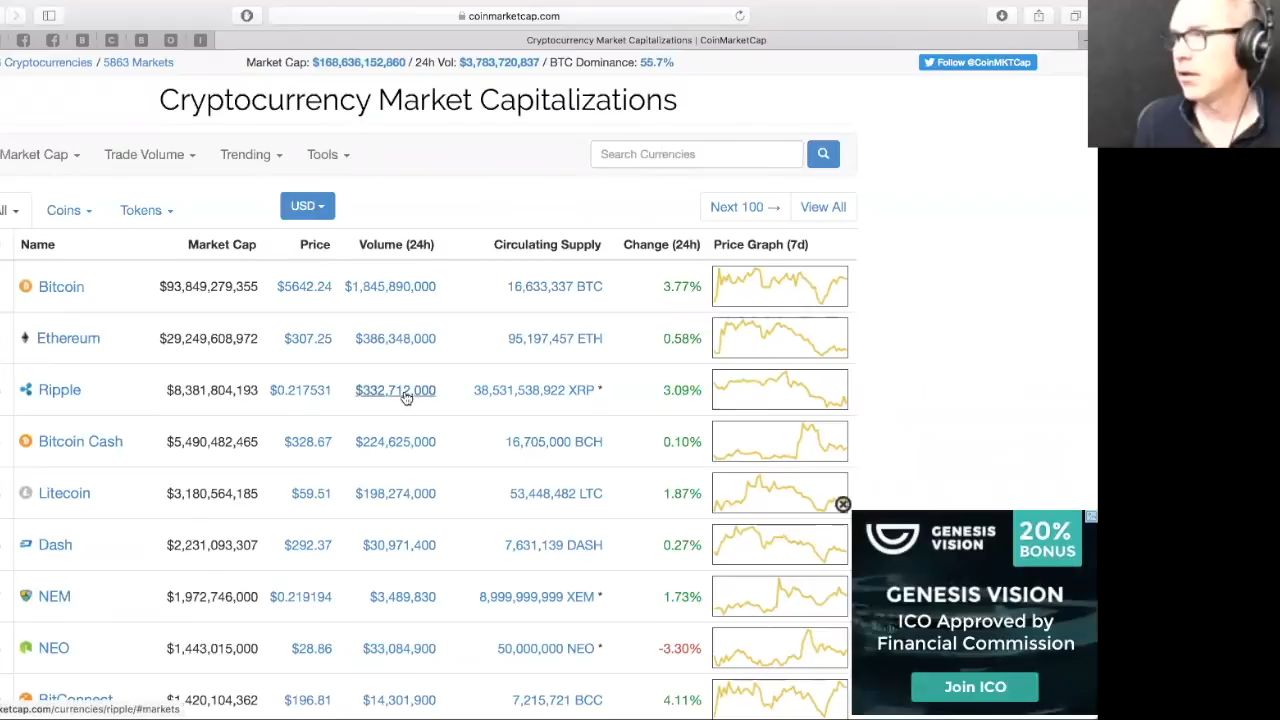 coinmarketcap.com
Cryptocurrency Market Capitalizations | CoinMarketCap
Cryptocurrencies / 5863 Markets
Market Cap: $168,636,152,860 / 24h Vol: $3,783,720,837 / BTC Dominance: 55.7%
Follow @CoinMKTCap
Cryptocurrency Market Capitalizations
Market Cap Trade Volume Trending Tools Search Currencies
Coins Tokens USD Next 100 → View All
Name Market Cap Price Volume (24h) Circulating Supply Change (24h) Price Graph (7d)
Bitcoin $93,849,279,355 $5642.24 $1,845,890,000 16,633,337 BTC 3.77%
Ethereum $29,249,608,972 $307.25 $386,348,000 95,197,457 ETH 0.58%
Ripple $8,381,804,193 $0.217531 $332,712,000 38,531,538,922 XRP * 3.09%
Bitcoin Cash $5,490,482,465 $328.67 $224,625,000 16,705,000 BCH 0.10%
Litecoin $3,180,564,185 $59.51 $198,274,000 53,448,482 LTC 1.87%
Dash $2,231,093,307 $292.37 $30,971,400 7,631,139 DASH 0.27%
NEM $1,972,746,000 $0.219194 $3,489,830 8,999,999,999 XEM * 1.73%
NEO $1,443,015,000 $28.86 $33,084,900 50,000,000 NEO * -3.30%
BitConnect $1,420,104,362 $196.81 $14,301,900 7,215,721 BCC 4.11%
ketcap.com/currencies/ripple/#markets
GENESIS
VISION
20%
BONUS
GENESIS VISION
ICO Approved by
Financial Commission
Join ICO